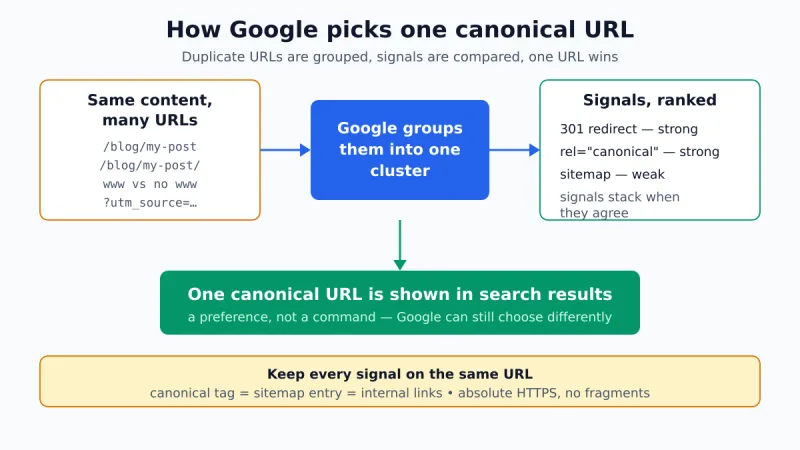 How Google picks one canonical URL
Duplicate URLs are grouped, signals are compared, one URL wins
Same content,
many URLs
/blog/my-post
/blog/my-post/
www vs no www
?utm_source=…
Google groups
them into one
cluster
Signals, ranked
301 redirect — strong
rel="canonical" — strong
sitemap — weak
signals stack when
they agree
One canonical URL is shown in search results
a preference, not a command — Google can still choose differently
Keep every signal on the same URL
canonical tag = sitemap entry = internal links • absolute HTTPS, no fragments